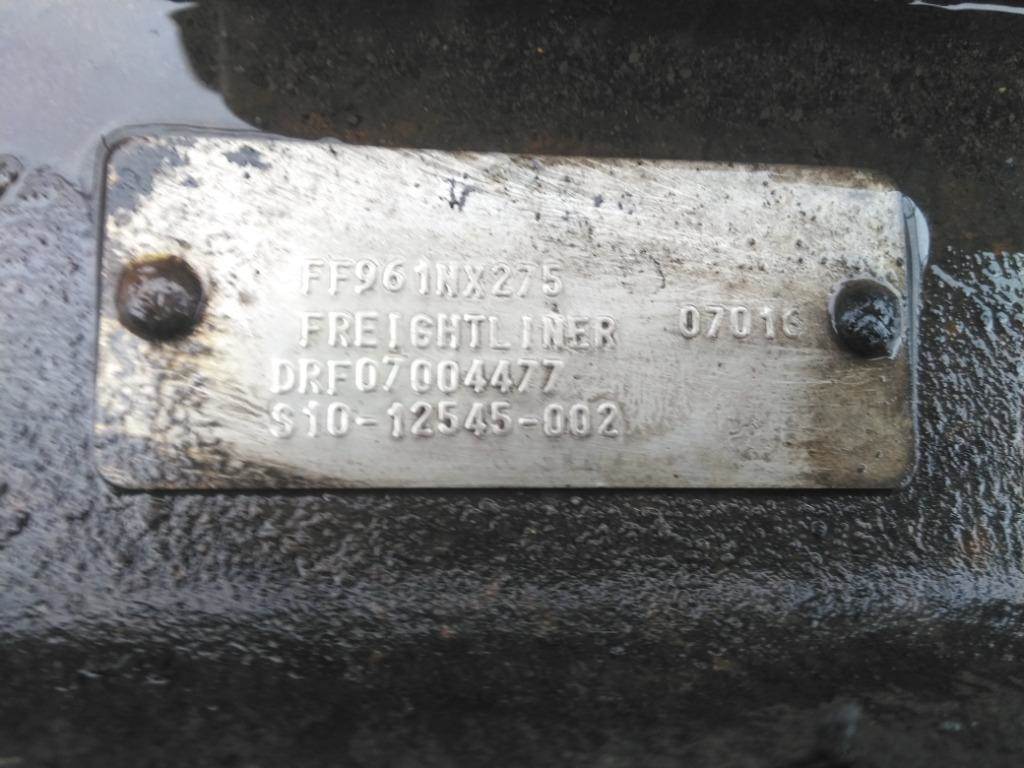 FF961NX275
FREIGHTLINER 07016
DRF07004477
S10-12545-002